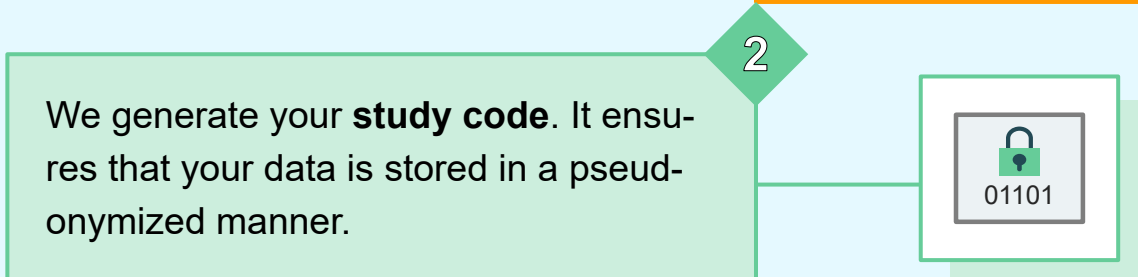 2
We generate your study code. It ensu-
res that your data is stored in a pseud-
onymized manner.
01101